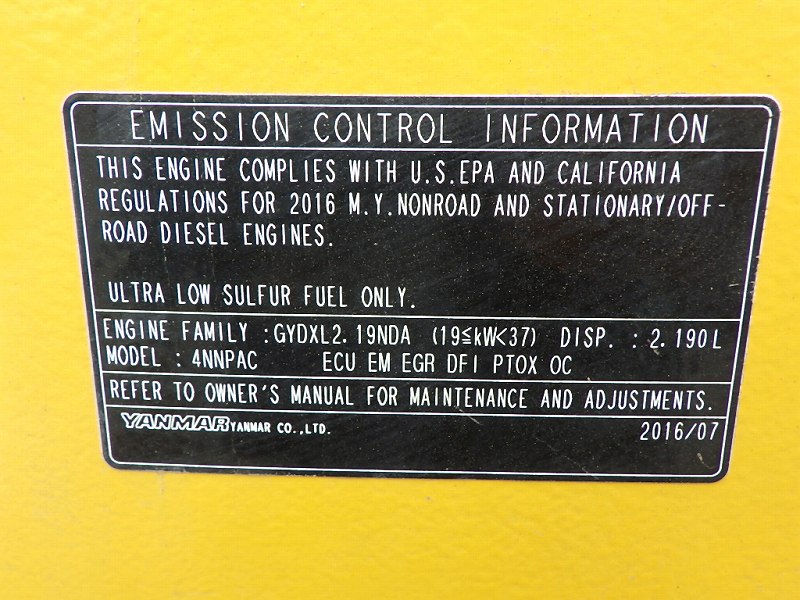 EMISSION CONTROL INFORMATION
THIS ENGINE COMPLIES WITH U.S.EPA AND CALIFORNIA
REGULATIONS FOR 2016 M.Y.NONROAD AND STATIONARY/OFF-
ROAD DIESEL ENGINES.
ULTRA LOW SULFUR FUEL ONLY.
ENGINE FAMILY :GYDXL2.19NDA (19≦kW<37) DISP. : 2.190L
MODEL : 4NNPAC ECU EM EGR DFI PTOX OC
REFER TO OWNER'S MANUAL FOR MAINTENANCE AND ADJUSTMENTS.
YANMAR YANMAR CO.,LTD. 2016/07